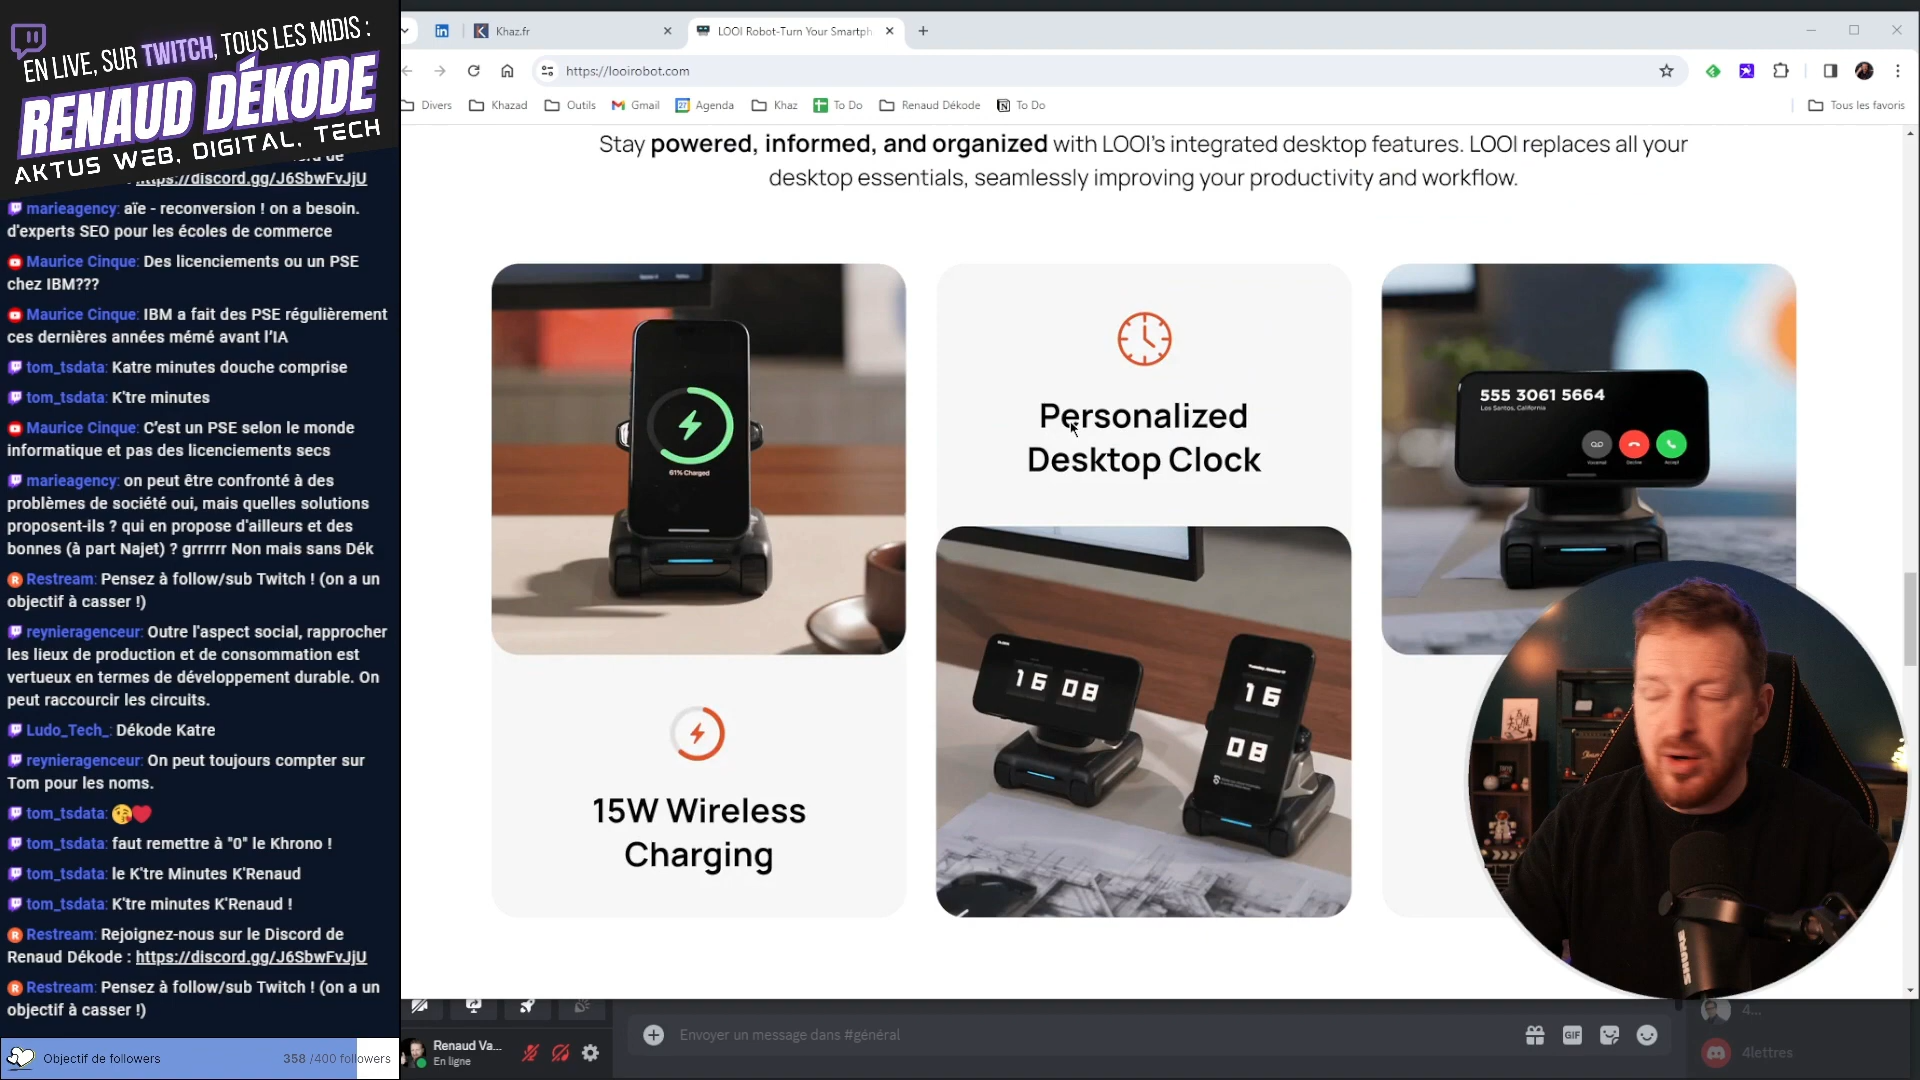 EN LIVE, SUR TWITCH, TOUS LES MIDIS :
RENAUD DÉKODE
AKTUS WEB, DIGITAL, TECH
https://discord.gg/J6SbwFvJjU
marieagency: aïe - reconversion ! on a besoin.
d'experts SEO pour les écoles de commerce
Maurice Cinque: Des licenciements ou un PSE
chez IBM???
Maurice Cinque: IBM a fait des PSE régulièrement
ces dernières années mémé avant l'IA
tom_tsdata: Katre minutes douche comprise
tom_tsdata: K'tre minutes
Maurice Cinque: C'est un PSE selon le monde
informatique et pas des licenciements secs
marieagency: on peut être confronté à des
problèmes de société oui, mais quelles solutions
proposent-ils ? qui en propose d'ailleurs et des
bonnes (à part Najet) ? grrrrrr Non mais sans Dék
Restream: Pensez à follow/sub Twitch ! (on a un
objectif à casser !)
reynieragenceur: Outre l'aspect social, rapprocher
les lieux de production et de consommation est
vertueux en termes de développement durable. On
peut raccourcir les circuits.
Ludo_Tech_: Dékode Katre
reynieragenceur: On peut toujours compter sur
Tom pour les noms.
tom_tsdata: 😘❤️
tom_tsdata: faut remettre à "0" le Khrono !
tom_tsdata: le K'tre Minutes K'Renaud
tom_tsdata: K'tre minutes K'Renaud !
Restream: Rejoignez-nous sur le Discord de
Renaud Dékode : https://discord.gg/J6SbwFvJjU
Restream: Pensez à follow/sub Twitch ! (on a un
objectif à casser !)
Objectif de followers 358 /400 followers
Khaz.fr
LOOI Robot-Turn Your Smartph
https://looirobot.com
Divers Khazad Outils Gmail Agenda Khaz To Do Renaud Dékode To Do Tous les favoris
Stay powered, informed, and organized with LOOI's integrated desktop features. LOOI replaces all your
desktop essentials, seamlessly improving your productivity and workflow.
61% Charged
15W Wireless
Charging
Personalized
Desktop Clock
16 08
16
08
555 3061 5664
Los Santos, California
Decline
Accept
SHURE
Renaud Va...
En ligne
Envoyer un message dans #général
GIF
4...
4lettres